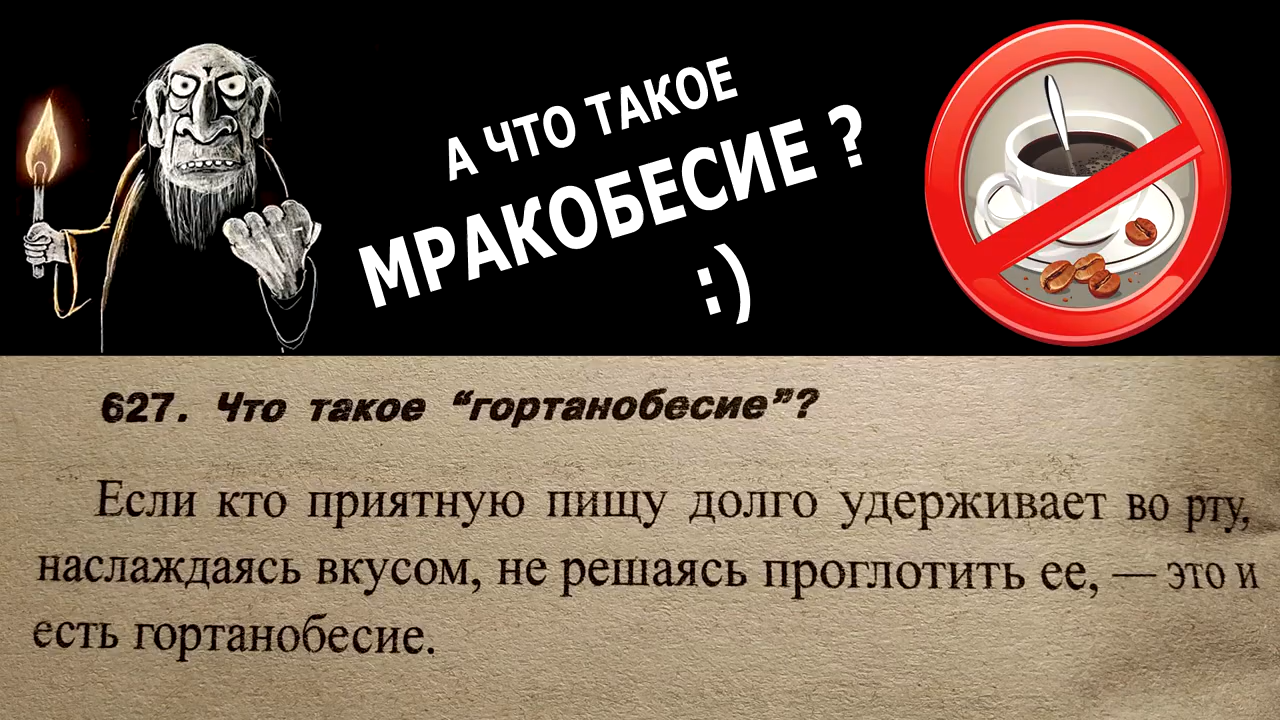 А ЧТО ТАКОЕ
МРАКОБЕСИЕ ?
:)
627. Что такое “гортанобесие”?
Если кто приятную пищу долго удерживает во рту,
наслаждаясь вкусом, не решаясь проглотить ее, — это и
есть гортанобесие.